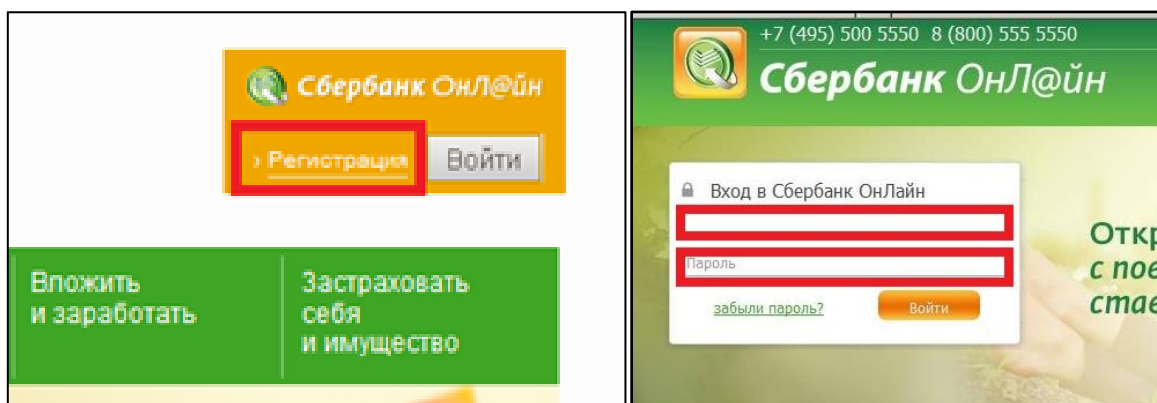 Сбербанк ОнЛ@йн
› Регистрация
Войти
Вложить
и заработать
Застраховать
себя
и имущество
+7 (495) 500 5550 8 (800) 555 5550
Сбербанк ОнЛ@йн
Вход в Сбербанк ОнЛайн
Пароль
забыли пароль?
Войти
Откр
с пое
стае